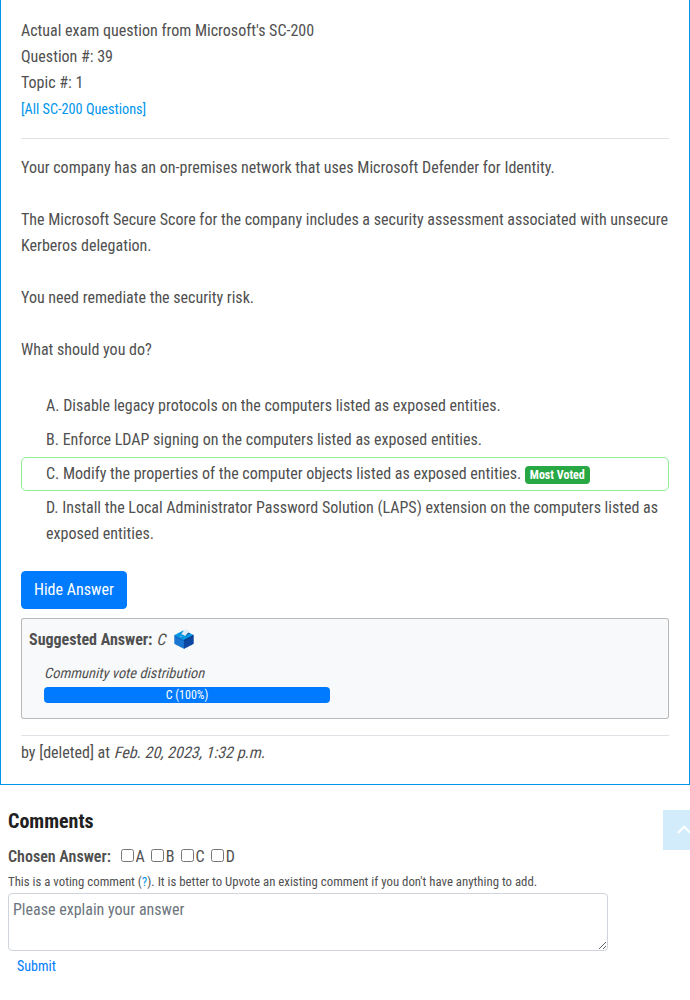 Actual exam question from Microsoft's SC-200
Question #: 39
Topic #: 1
[All SC-200 Questions]
Your company has an on-premises network that uses Microsoft Defender for Identity.
The Microsoft Secure Score for the company includes a security assessment associated with unsecure
Kerberos delegation.
You need remediate the security risk.
What should you do?
A. Disable legacy protocols on the computers listed as exposed entities.
B. Enforce LDAP signing on the computers listed as exposed entities.
C. Modify the properties of the computer objects listed as exposed entities. Most Voted
D. Install the Local Administrator Password Solution (LAPS) extension on the computers listed as
exposed entities.
Hide Answer
Suggested Answer: C
Community vote distribution
C (100%)
by [deleted] at Feb. 20, 2023, 1:32 p.m.
Comments
Chosen Answer: A B C D
This is a voting comment (?). It is better to Upvote an existing comment if you don't have anything to add.
Please explain your answer
Submit